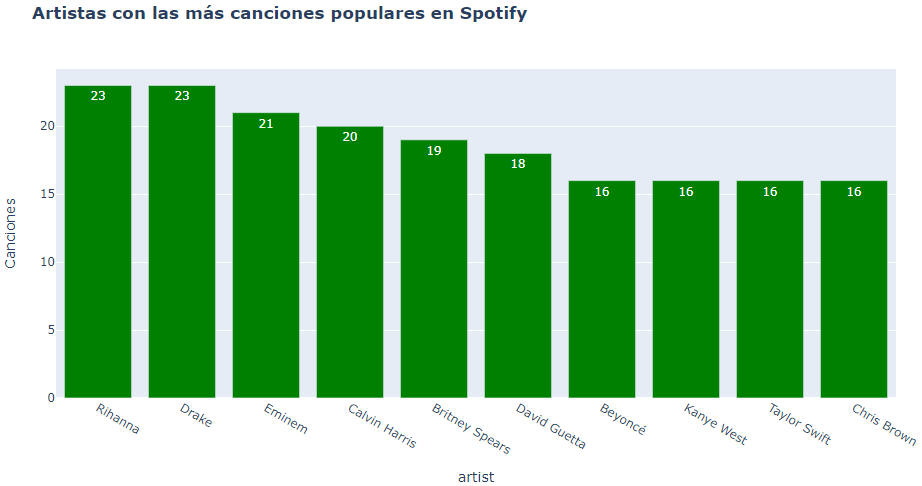 Artistas con las más canciones populares en Spotify
23 23 21 20 19 18 16 16 16 16
20
15
10
5
0
Canciones
Rihanna Drake Eminem Calvin Harris Britney Spears David Guetta Beyoncé Kanye West Taylor Swift Chris Brown
artist